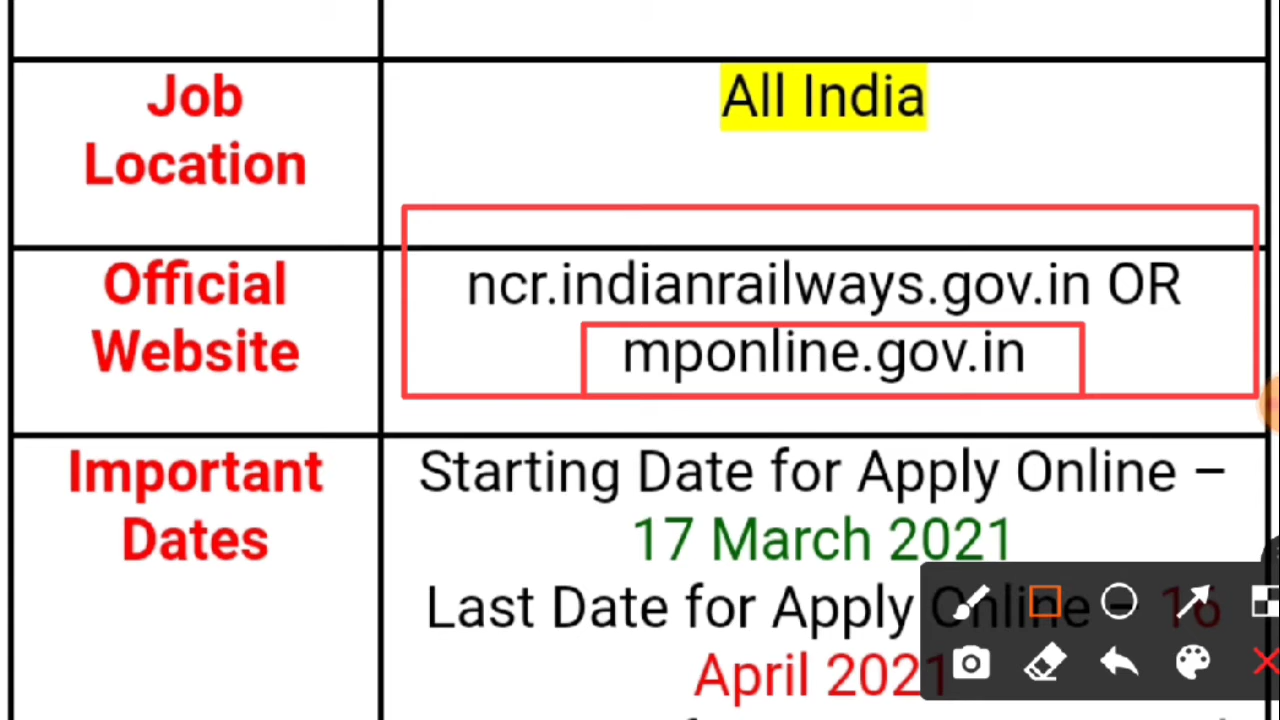 Job
Location
All India
Official
Website
ncr.indianrailways.gov.in OR
mponline.gov.in
Important
Dates
Starting Date for Apply Online –
17 March 2021
Last Date for Apply Online – 16
April 2021